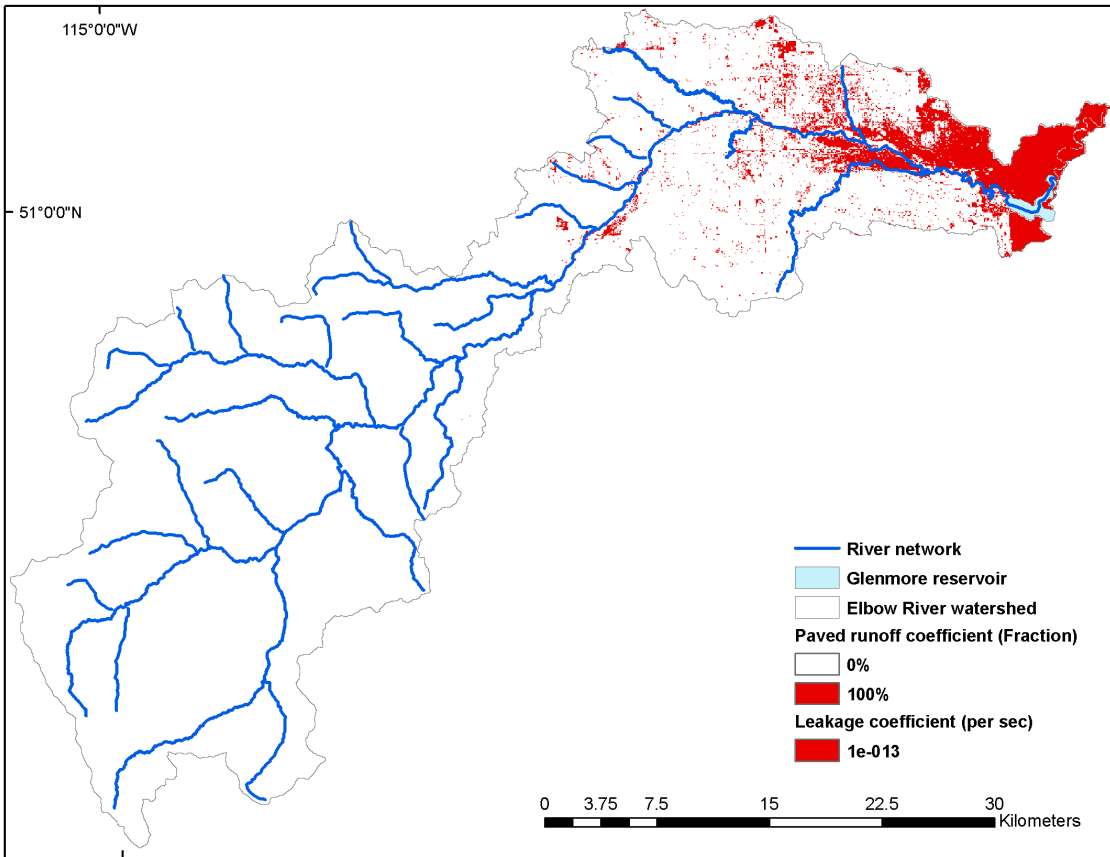 115°0'0"W
51°0'0"N
River network
Glenmore reservoir
Elbow River watershed
Paved runoff coefficient (Fraction)
0%
100%
Leakage coefficient (per sec)
1e-013
0 3.75 7.5 15 22.5 30
Kilometers